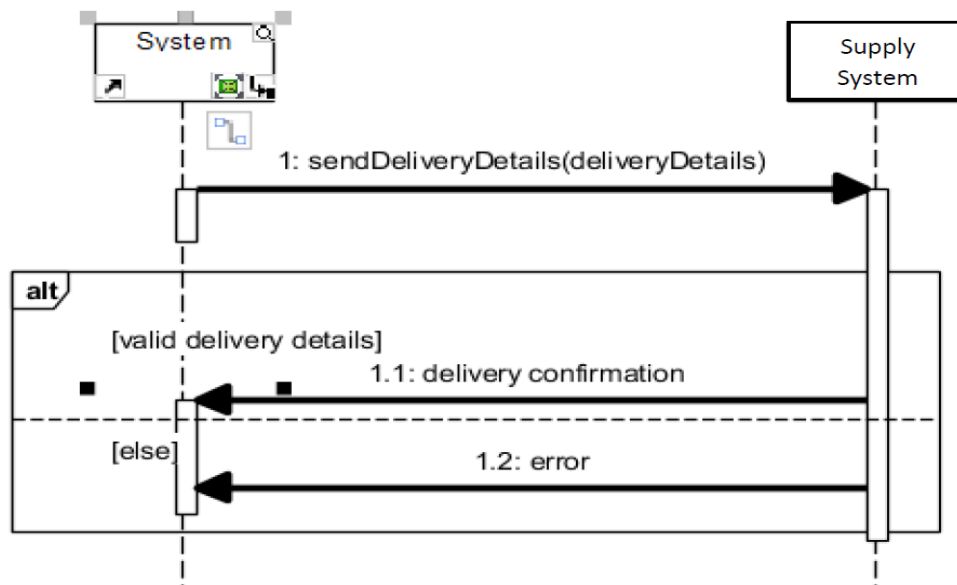 System
Supply
System
1: sendDeliveryDetails(deliveryDetails)
alt
[valid delivery details]
1.1: delivery confirmation
[else]
1.2: error